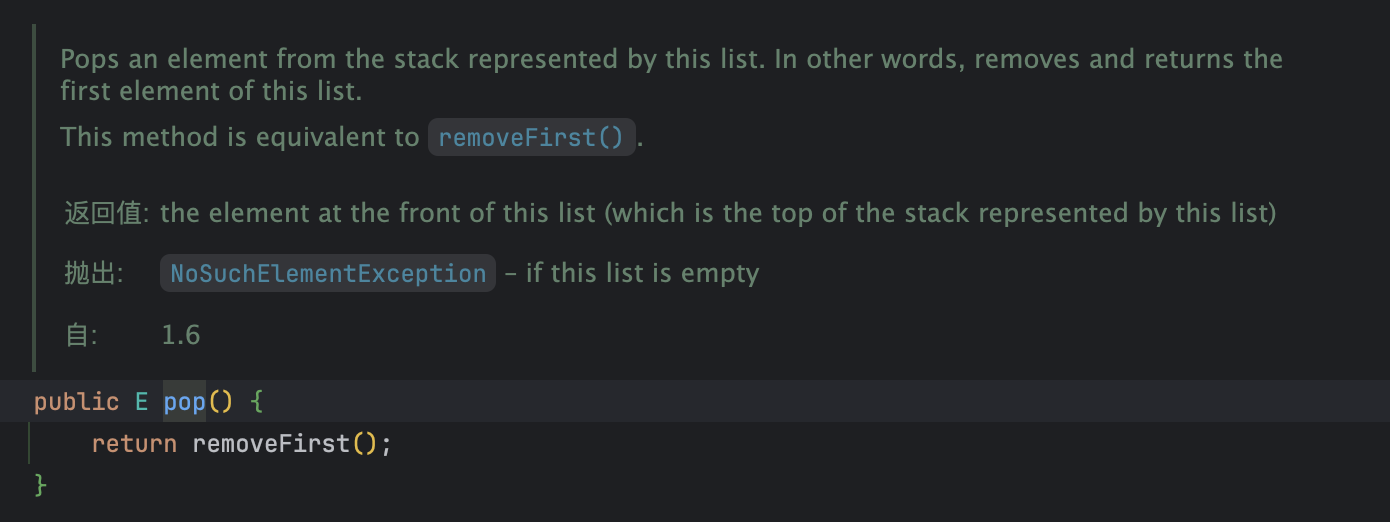 Pops an element from the stack represented by this list. In other words, removes and returns the
first element of this list.
This method is equivalent to removeFirst().
返回值: the element at the front of this list (which is the top of the stack represented by this list)
抛出: NoSuchElementException – if this list is empty
自: 1.6
public E pop() {
    return removeFirst();
}